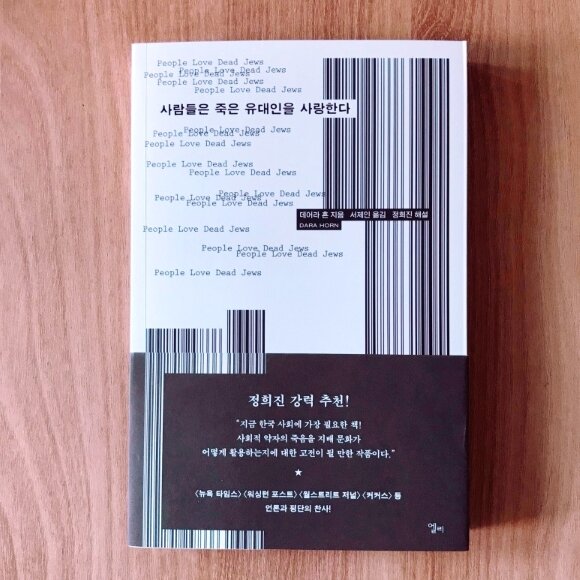 People Love Dead Jews
People Love Dead Jews
People Love Dead Jews
People Love Dead Jews
People Love Dead Jews
사람들은 죽은 유대인을 사랑한다
People Love Dead Jews
People Love Dead Jews
People Love Dead Jews
People Love Dead Jews
People Love Dead Jews
People Love Dead Jews
People Love Dead Jews
People Love Dead Jews
데어라 혼 지음 서제인 옮김 정희진 해설
DARA HORN
People Love Dead Jews
People Love Dead Jews
People Love Dead Jews
People Love Dead Jews
정희진 강력 추천!
“지금 한국 사회에 가장 필요한 책!
사회적 약자의 죽음을 지배 문화가
어떻게 활용하는지에 대한 고전이 될 만한 작품이다.”
★
〈뉴욕 타임스〉 〈워싱턴 포스트〉 〈월스트리트 저널〉 〈커커스〉 등
언론과 평단의 찬사!
엘리